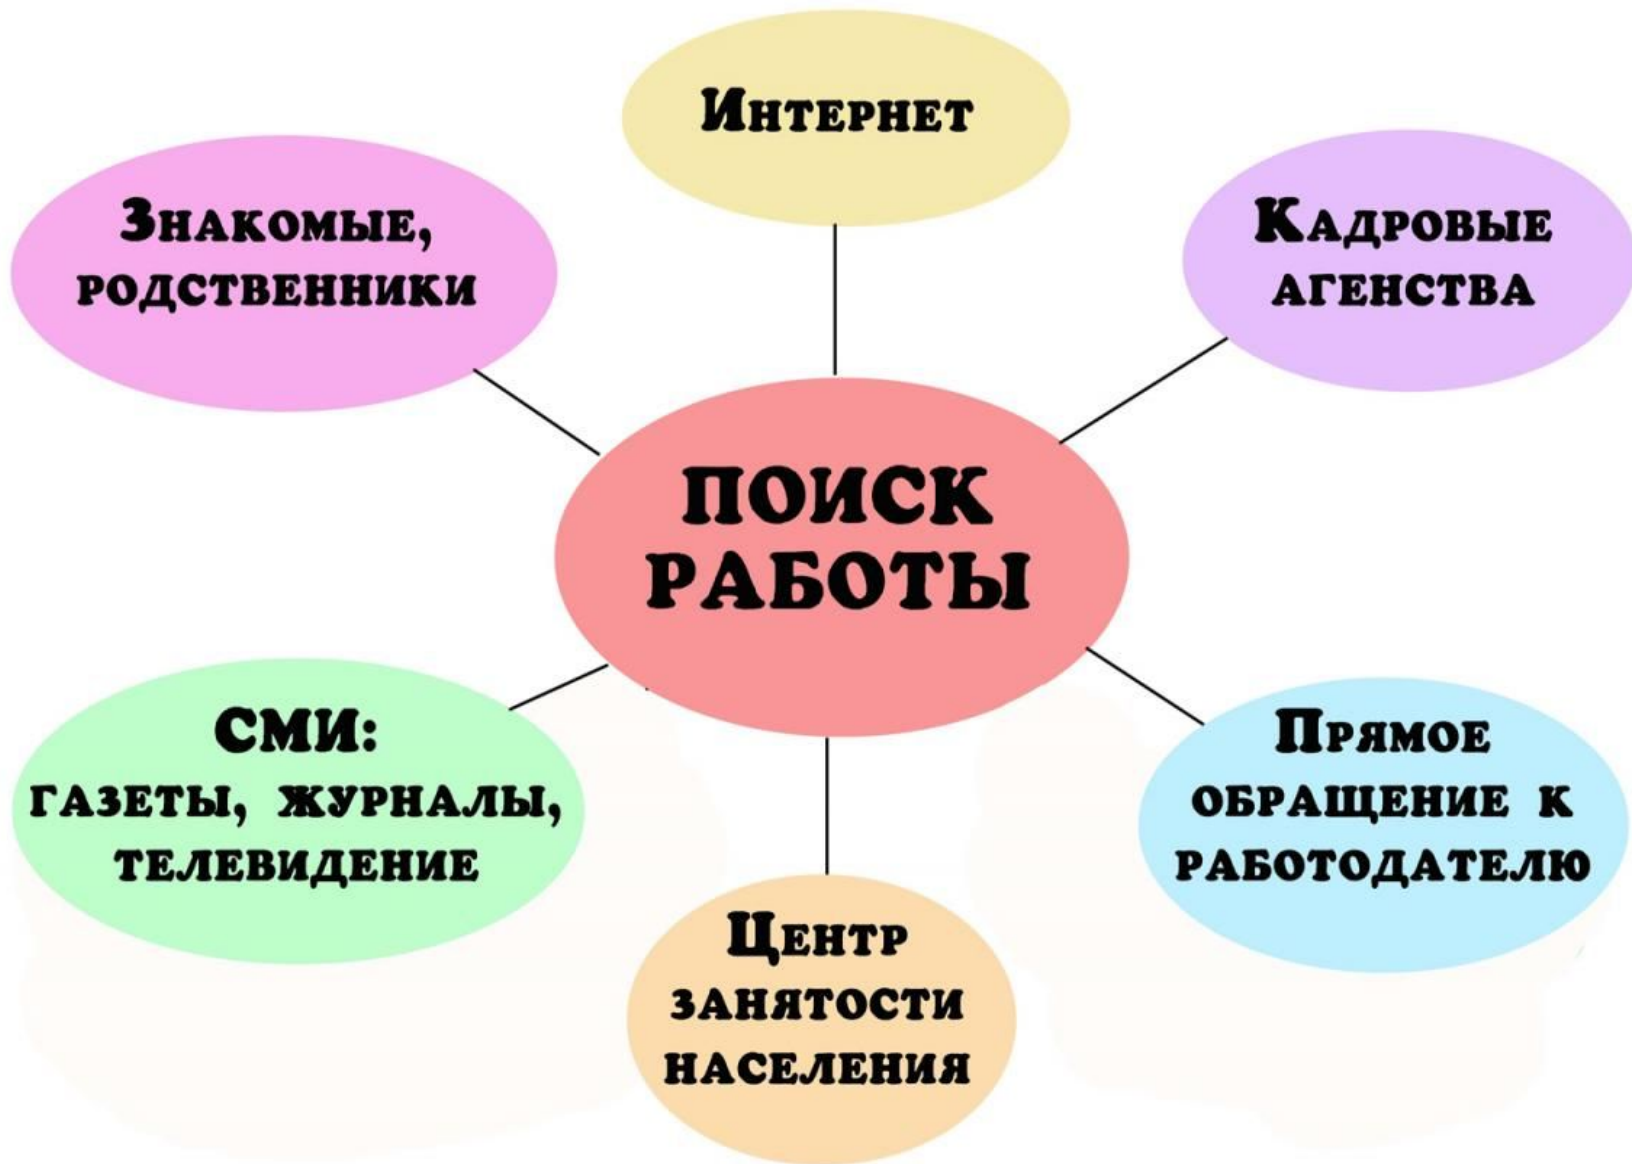 Интернет
Знакомые,
родственники
Кадровые
агенства
ПОИСК
РАБОТЫ
СМИ:
газеты, журналы,
телевидение
Прямое
обращение к
работодателю
Центр
занятости
населения